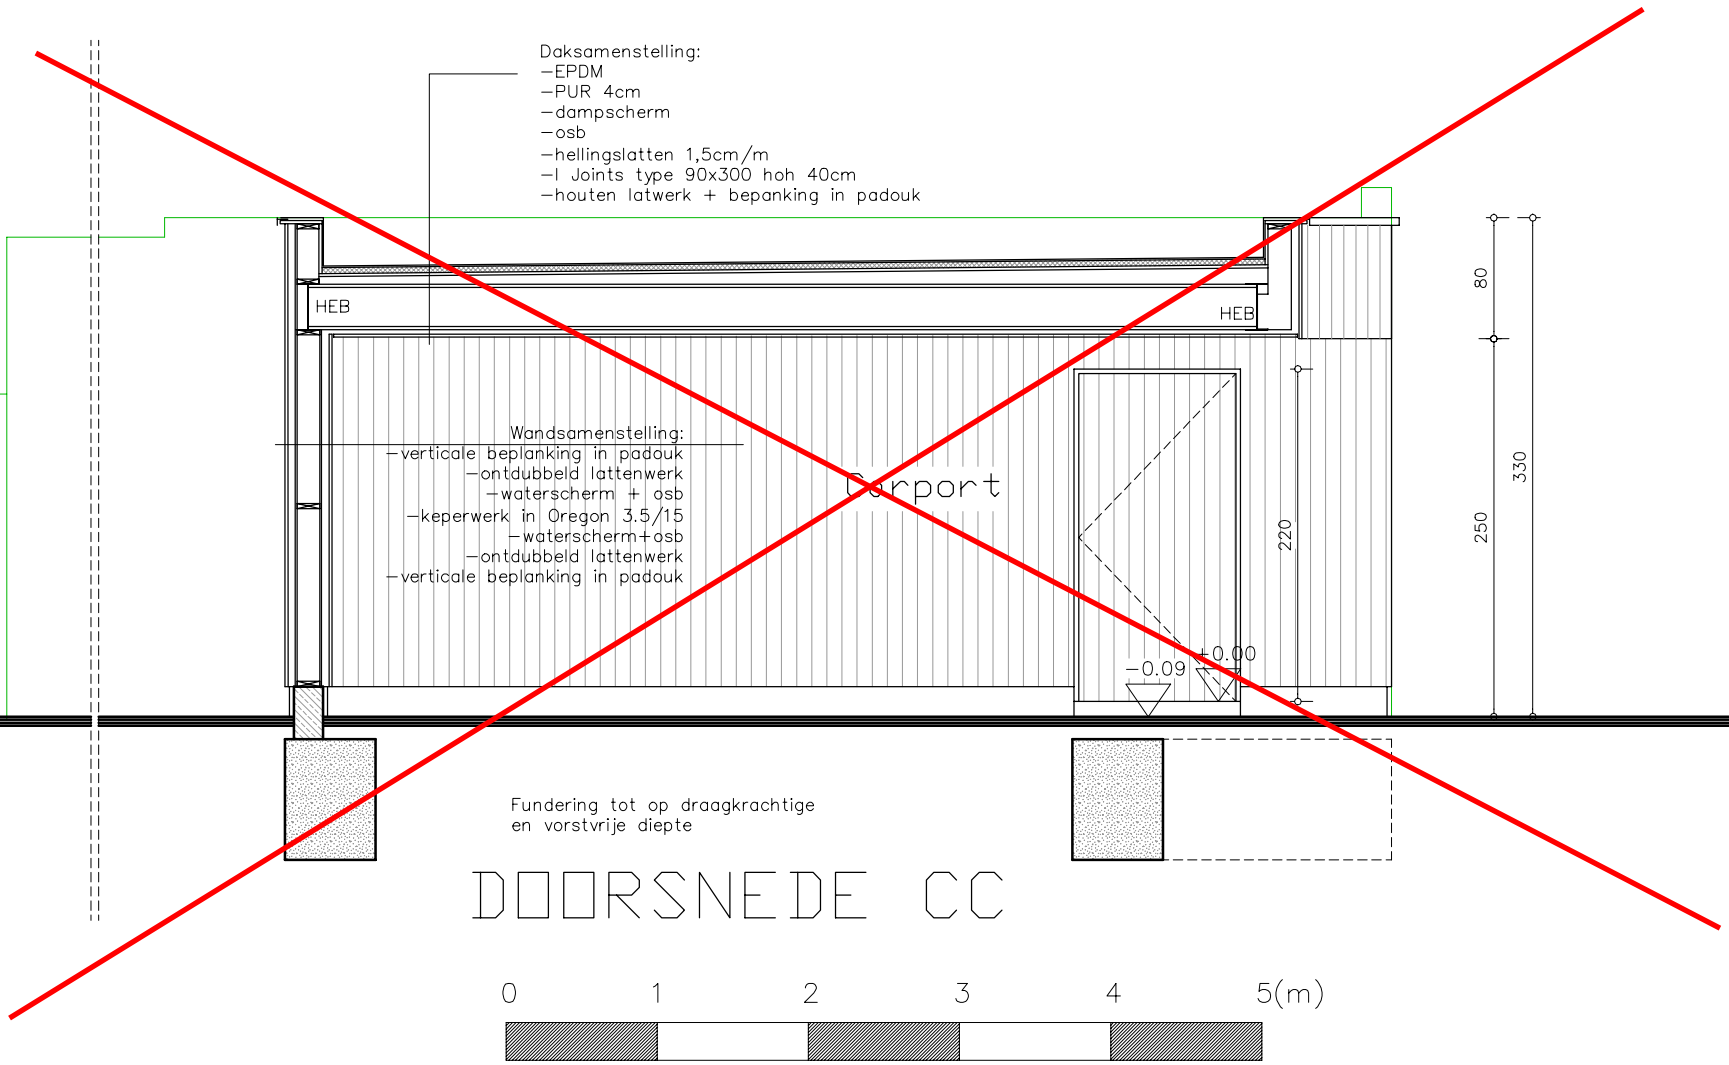 Daksamenstelling:
-EPDM
-PUR 4cm
-dampscherm
-osb
-hellingslatten 1,5cm/m
-I Joints type 90x300 hoh 40cm
-houten latwerk + bepanking in padouk
HEB
HEB
80
330
250
220
Wandsamenstelling:
-verticale beplanking in padouk
-ontdubbeld lattenwerk
-waterscherm + osb
-keperwerk in Oregon 3.5/15
-waterscherm+osb
-ontdubbeld lattenwerk
-verticale beplanking in padouk
Carport
+0.00
-0.09
Fundering tot op draagkrachtige
en vorstvrije diepte
DOORSNEDE CC
0 1 2 3 4 5(m)